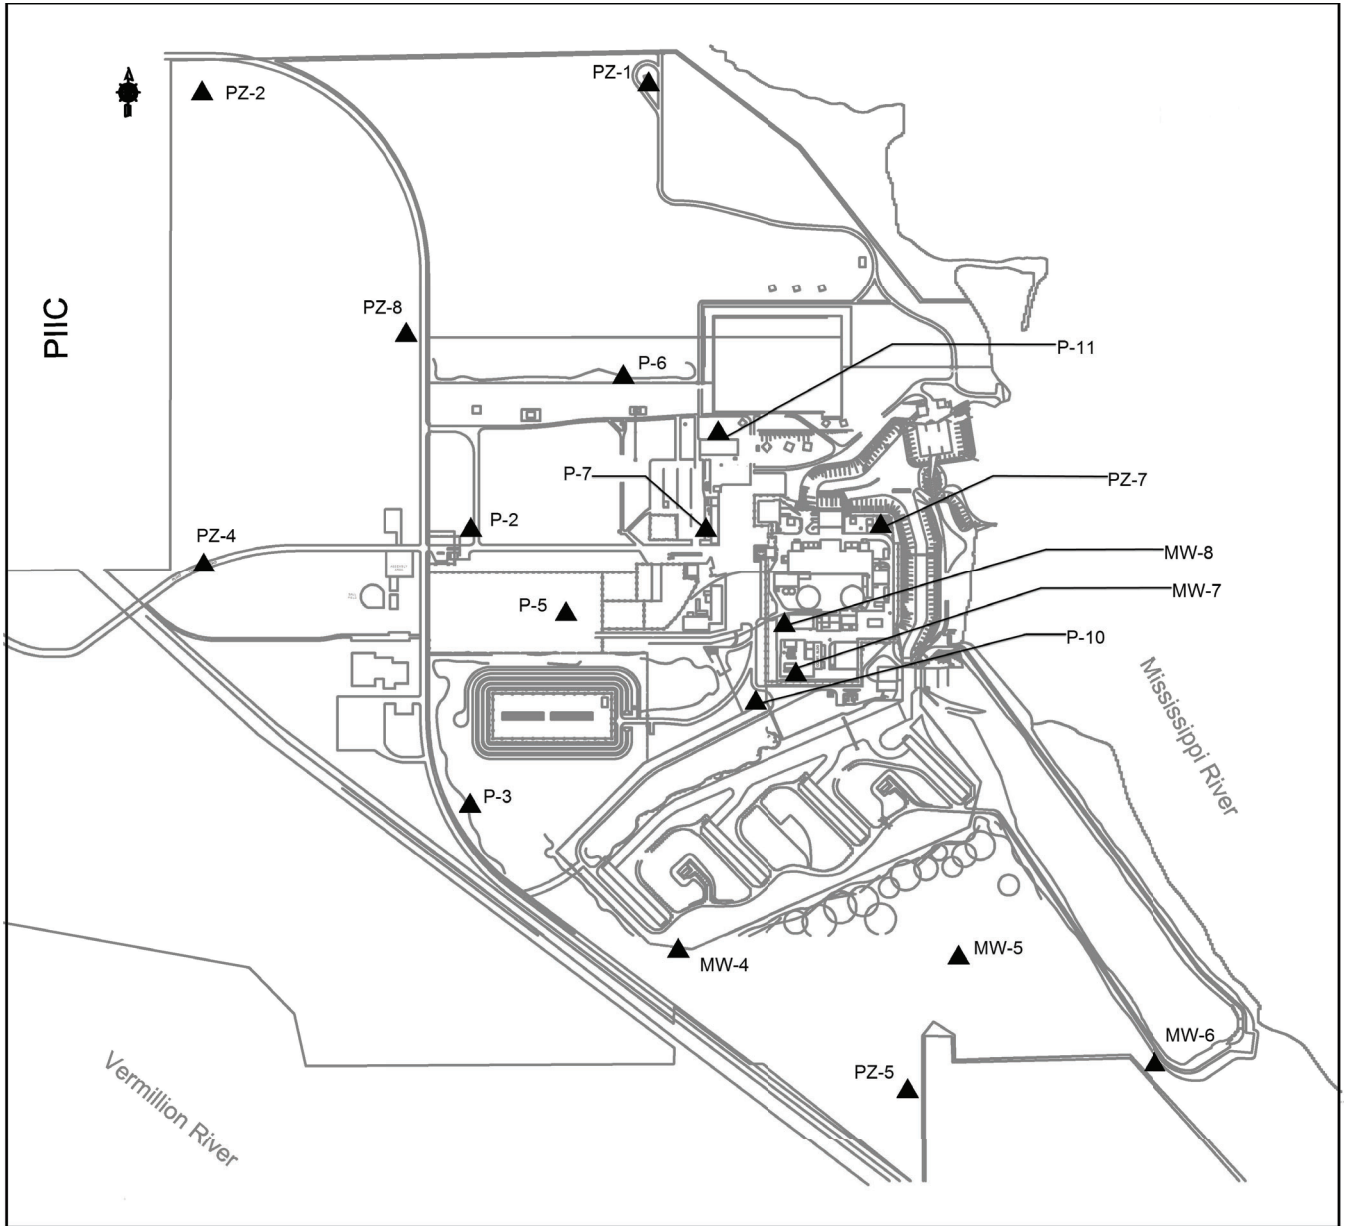 PZ-1
PZ-2
PIIC
PZ-8
P-11
P-6
P-7
PZ-7
P-2
PZ-4
MW-8
MW-7
P-5
P-10
Mississippi River
P-3
MW-5
MW-4
MW-6
PZ-5
Vermillion River